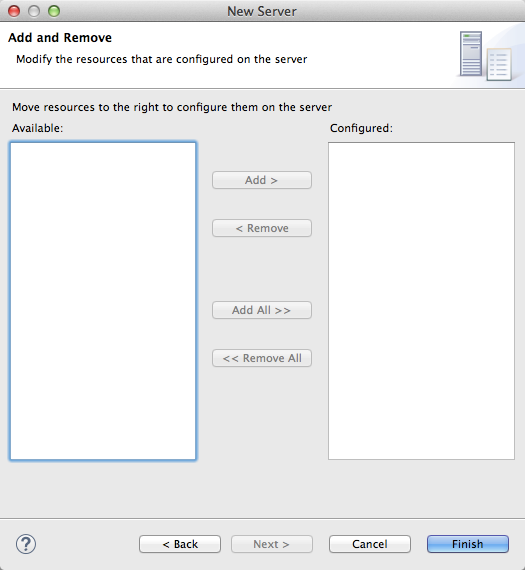 New Server
Add and Remove
Modify the resources that are configured on the server
Move resources to the right to configure them on the server
Available:
Configured:
Add >
< Remove
Add All >>
<< Remove All
?
< Back
Next >
Cancel
Finish